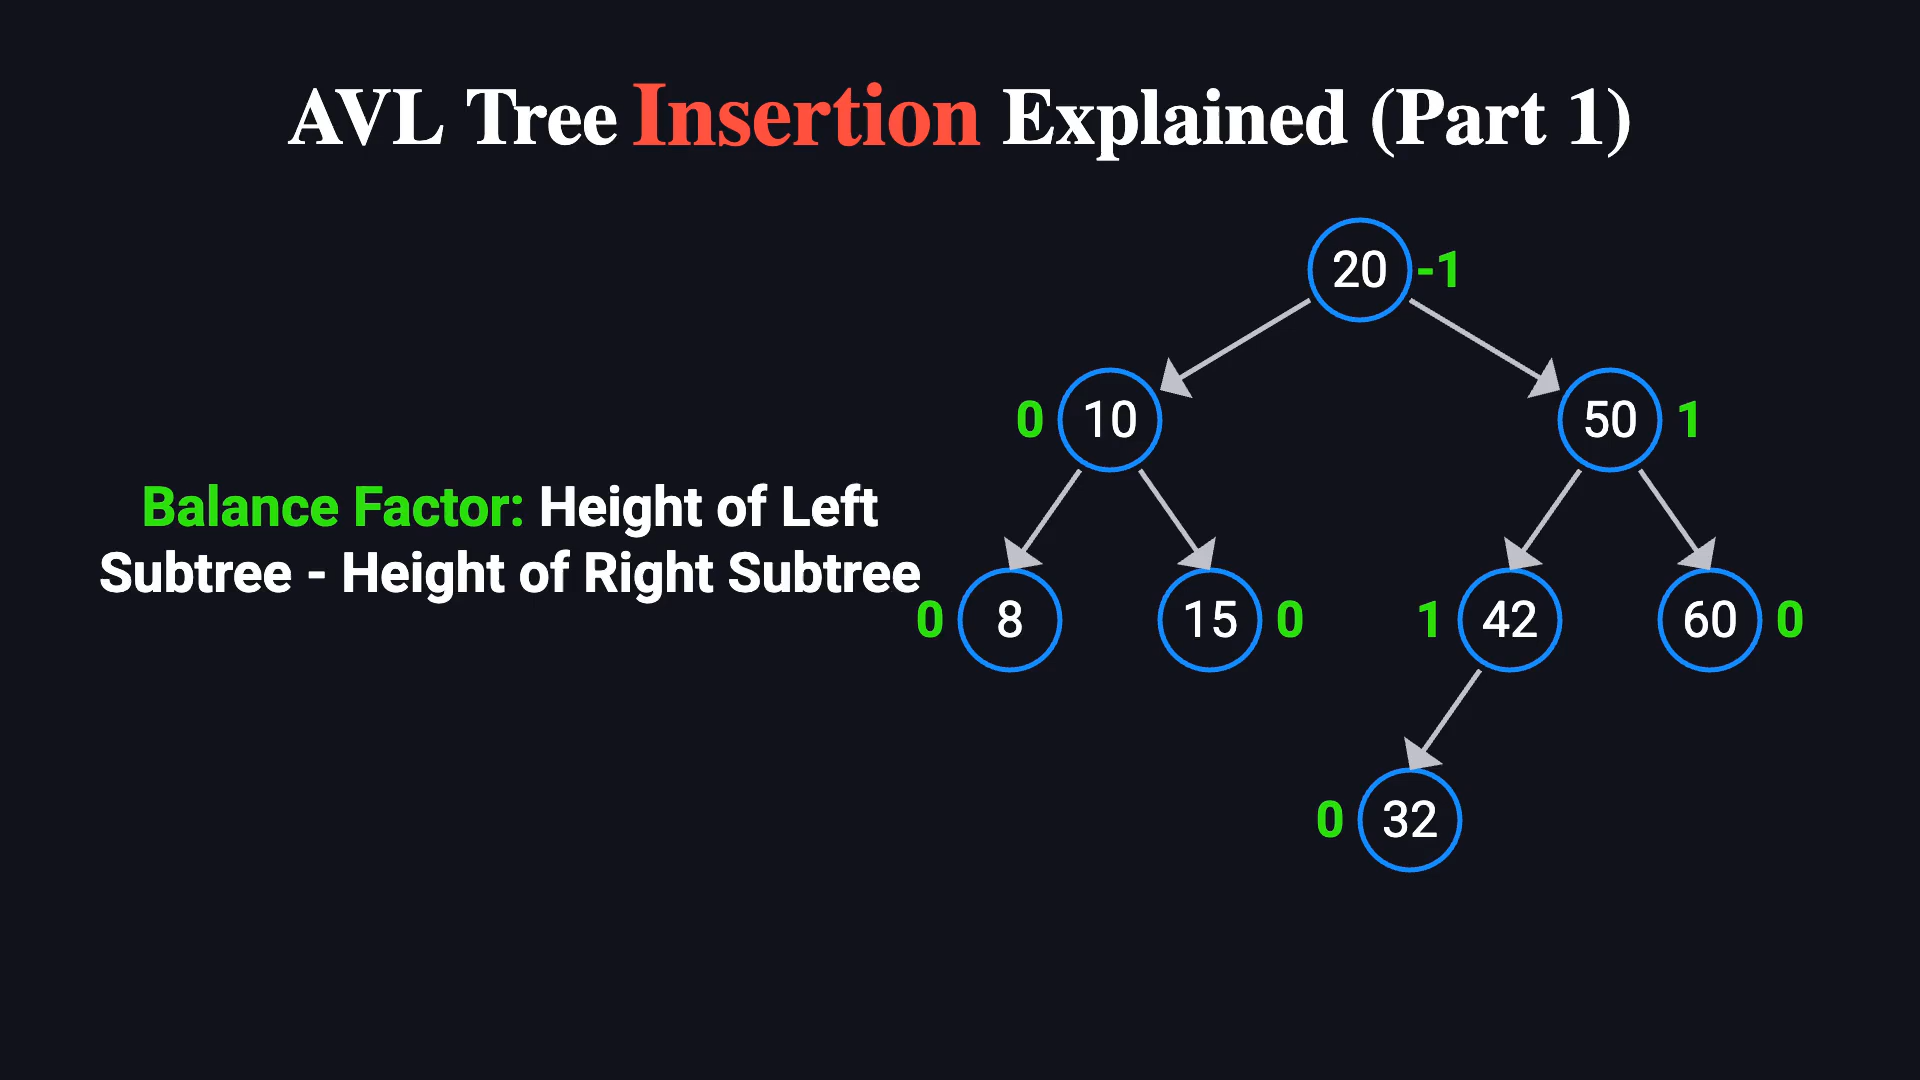 AVL Tree Insertion Explained (Part 1)
20 -1
0 10
50 1
Balance Factor: Height of Left
Subtree - Height of Right Subtree
0 8
15 0
1 42
60 0
0 32